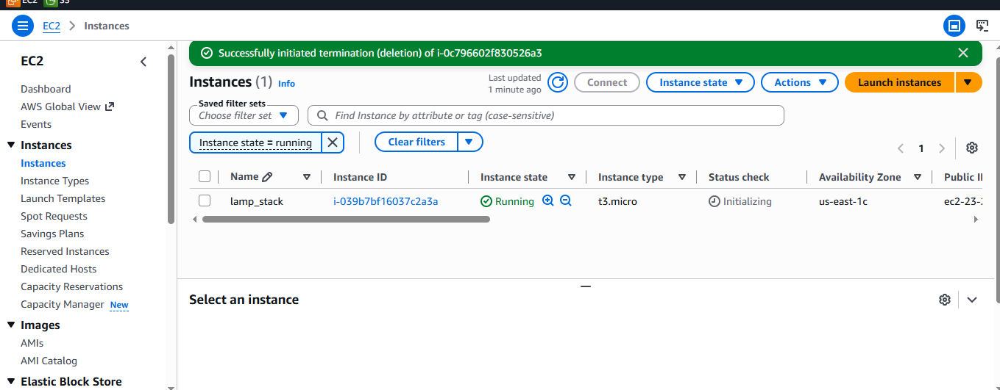 EC2 S3
EC2 > Instances
EC2
Dashboard
AWS Global View
Events
Instances
Instances
Instance Types
Launch Templates
Spot Requests
Savings Plans
Reserved Instances
Dedicated Hosts
Capacity Reservations
Capacity Manager New
Images
AMIs
AMI Catalog
Elastic Block Store
Successfully initiated termination (deletion) of i-0c796602f830526a3
Instances (1) Info
Last updated
1 minute ago
Connect
Instance state
Actions
Launch instances
Saved filter sets
Choose filter set
Find Instance by attribute or tag (case-sensitive)
Instance state = running
Clear filters
1
Name Instance ID Instance state Instance type Status check Availability Zone Public
lamp_stack i-039b7bf16037c2a3a Running t3.micro Initializing us-east-1c ec2-23-
Select an instance